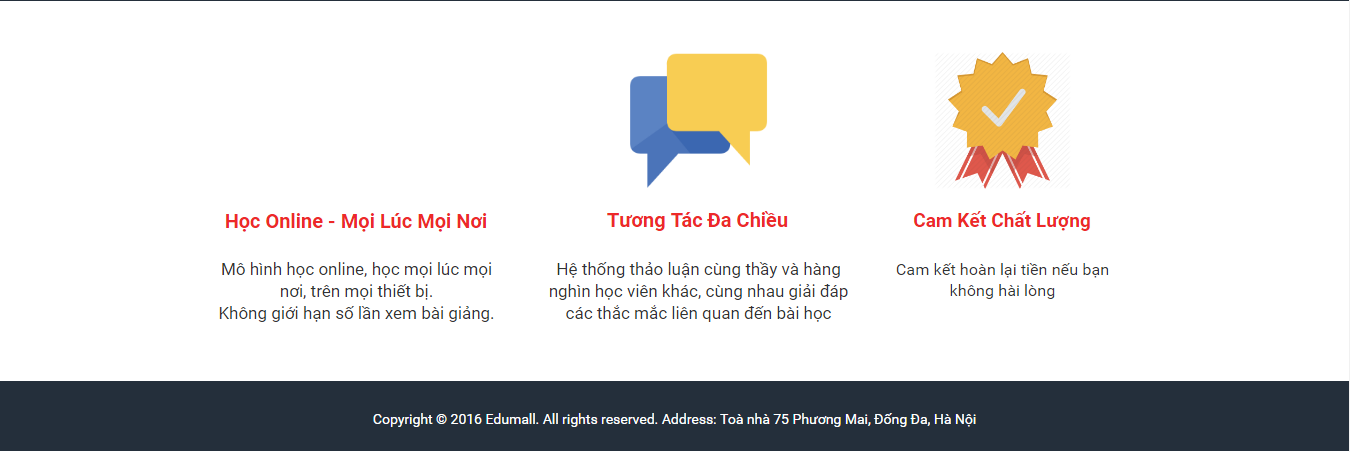 Học Online - Mọi Lúc Mọi Nơi
Mô hình học online, học mọi lúc mọi
nơi, trên mọi thiết bị.
Không giới hạn số lần xem bài giảng.
Tương Tác Đa Chiều
Hệ thống thảo luận cùng thầy và hàng
nghìn học viên khác, cùng nhau giải đáp
các thắc mắc liên quan đến bài học
Cam Kết Chất Lượng
Cam kết hoàn lại tiền nếu bạn
không hài lòng
Copyright © 2016 Edumall. All rights reserved. Address: Toà nhà 75 Phương Mai, Đống Đa, Hà Nội